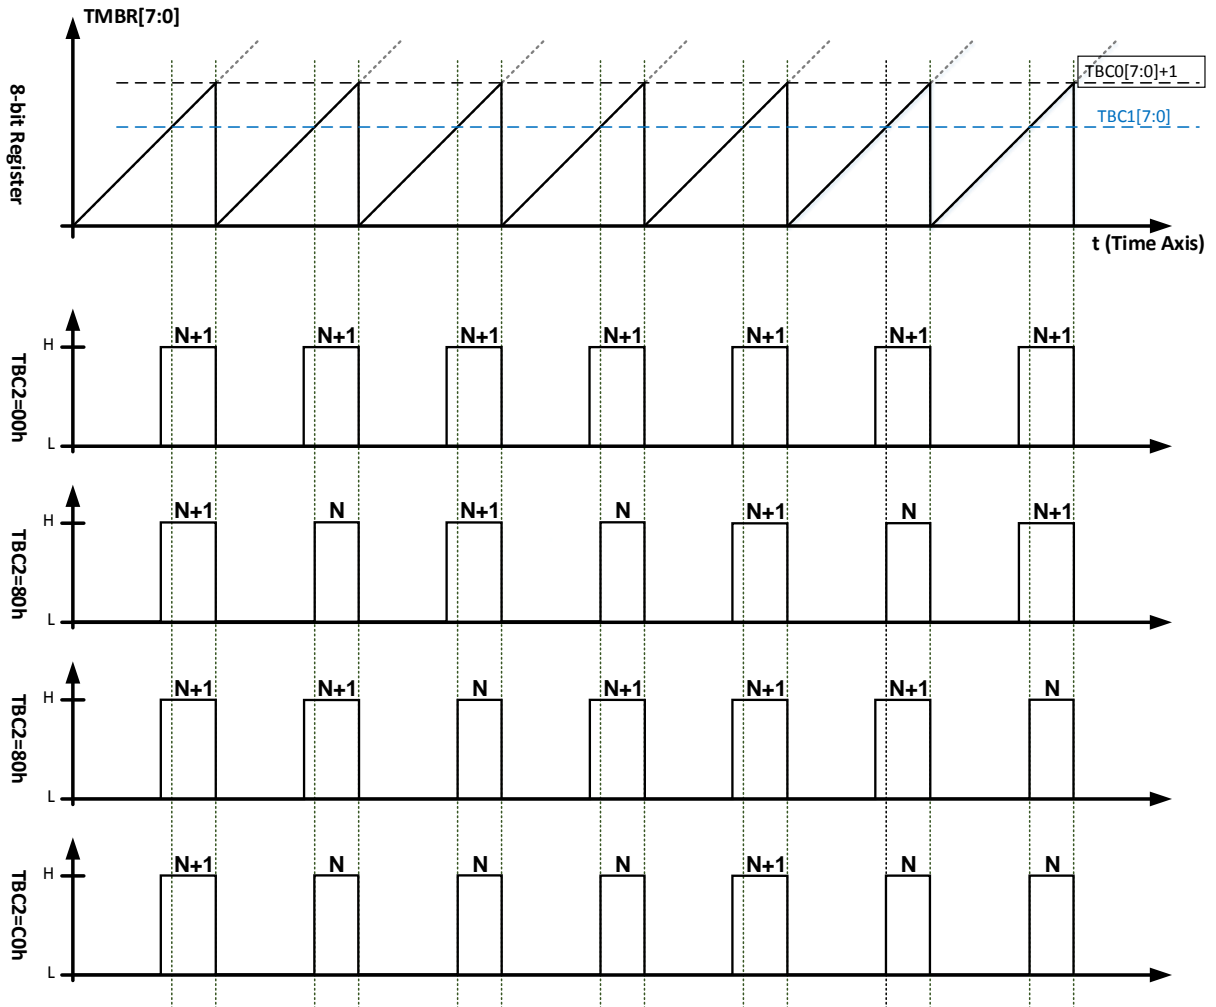 TMBR[7:0]
8-bit Register
TBC0[7:0]+1
TBC1[7:0]
t (Time Axis)
TBC2=00h
H
L
N+1 N+1 N+1 N+1 N+1 N+1 N+1
TBC2=80h
H
L
N+1 N N+1 N N+1 N N+1
TBC2=80h
H
L
N+1 N+1 N N+1 N+1 N+1 N
TBC2=C0h
H
L
N+1 N N N N+1 N N